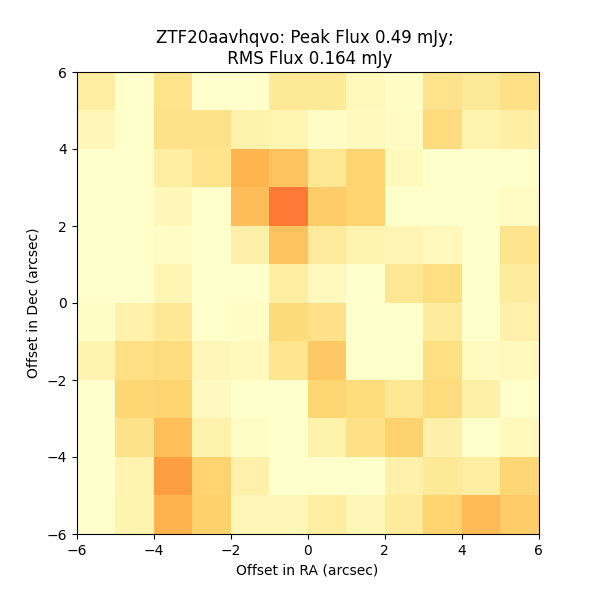 ZTF20aavhqvo: Peak Flux 0.49 mJy;
RMS Flux 0.164 mJy
6
4
2
0
−2
−4
−6
Offset in Dec (arcsec)
−6 −4 −2 0 2 4 6
Offset in RA (arcsec)